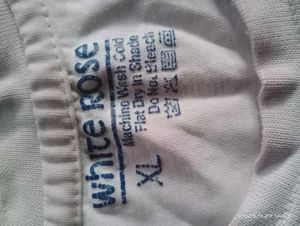 White Rose
Machine Wash Cold
Flat Dry In Shade
Do Not Bleach
XL